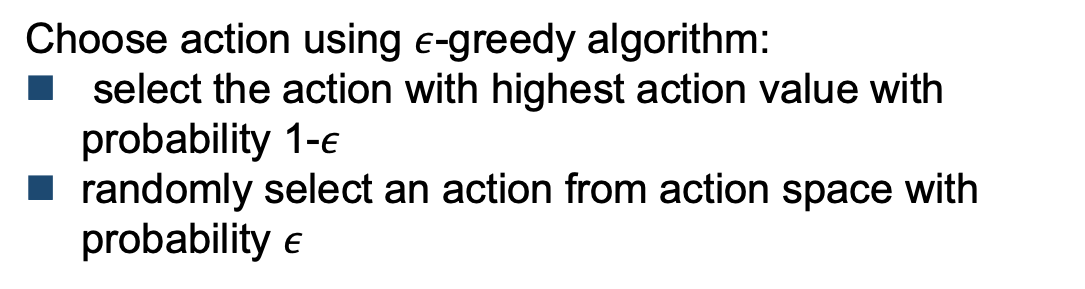 Choose action using ϵ-greedy algorithm:
■ select the action with highest action value with
probability 1-ϵ
■ randomly select an action from action space with
probability ϵ